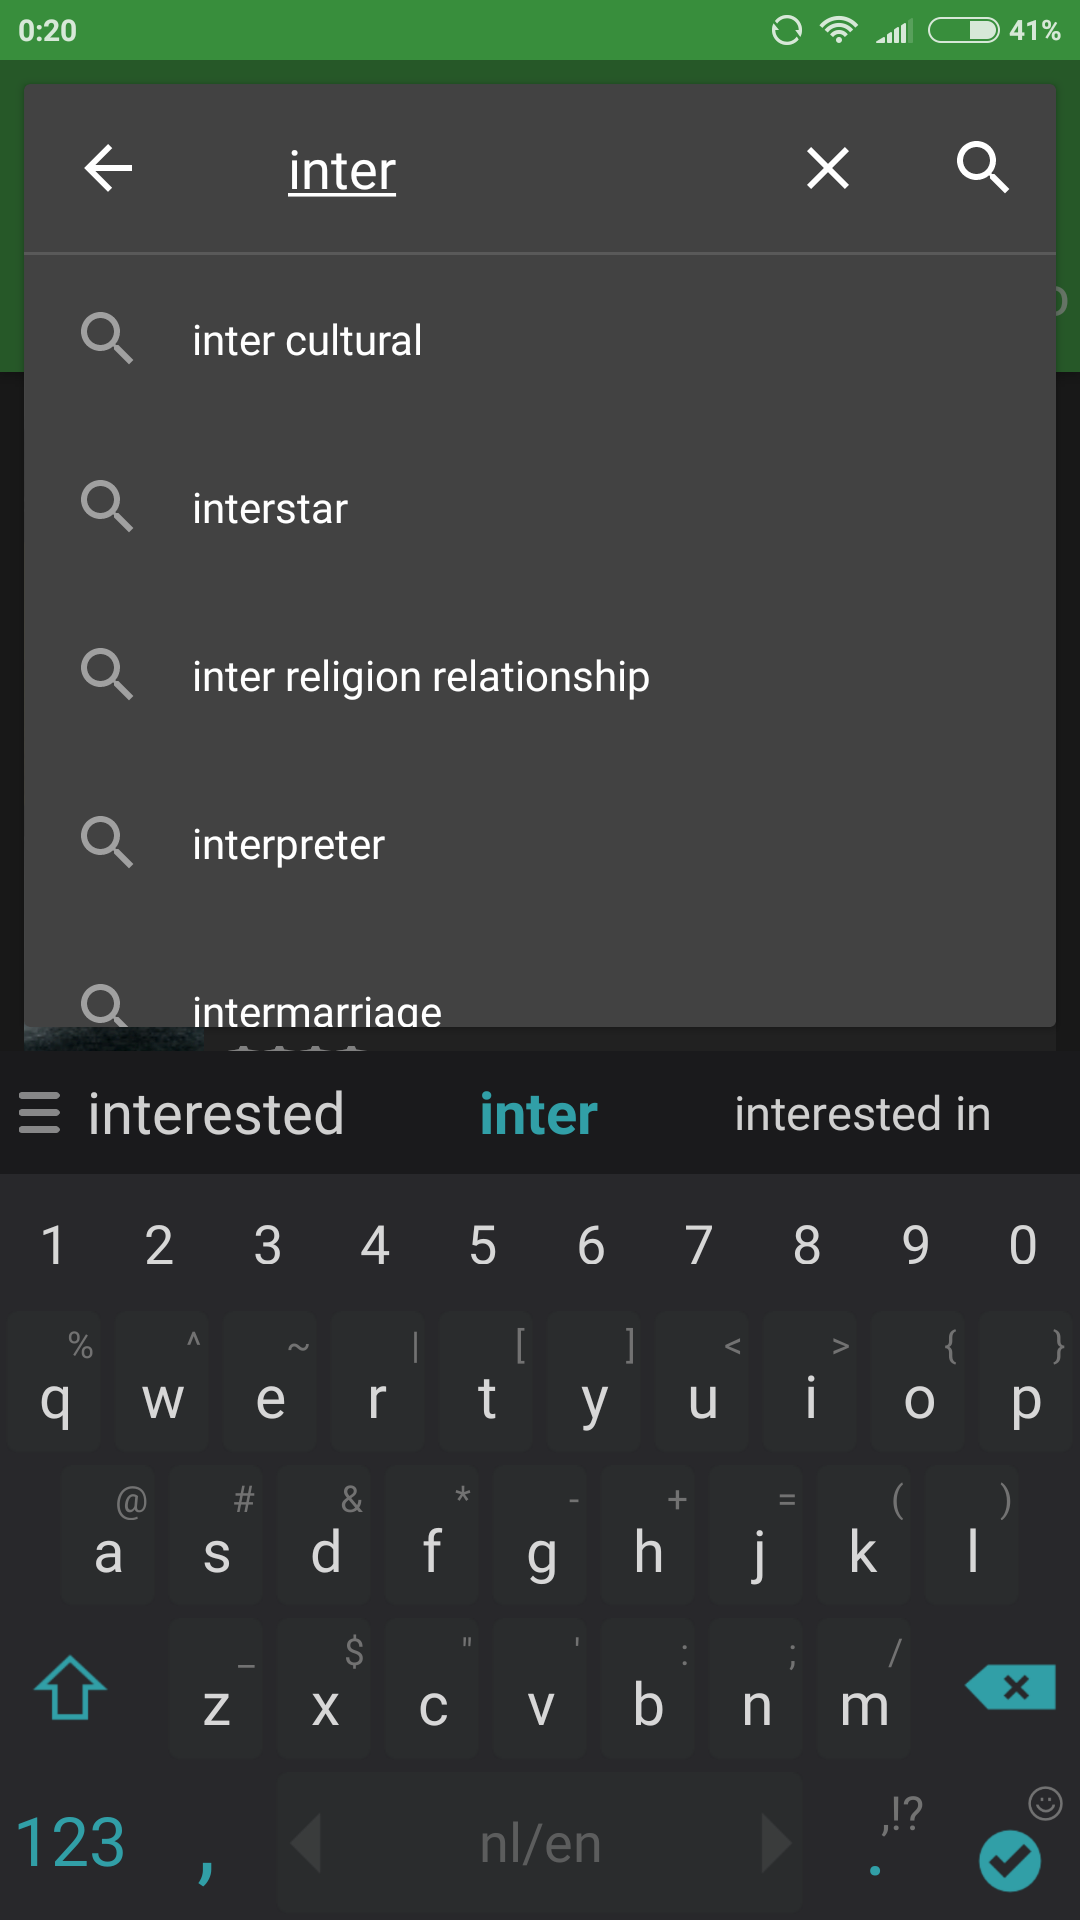 0:20 41%
inter
inter cultural
interstar
inter religion relationship
interpreter
intermarriage
interested inter interested in
1 2 3 4 5 6 7 8 9 0
% ^ ~ | [ ] < > { }
q w e r t y u i o p
@ # & * - + = ( )
a s d f g h j k l
_ $ " ' : ; /
z x c v b n m
,!?
123 , nl/en .